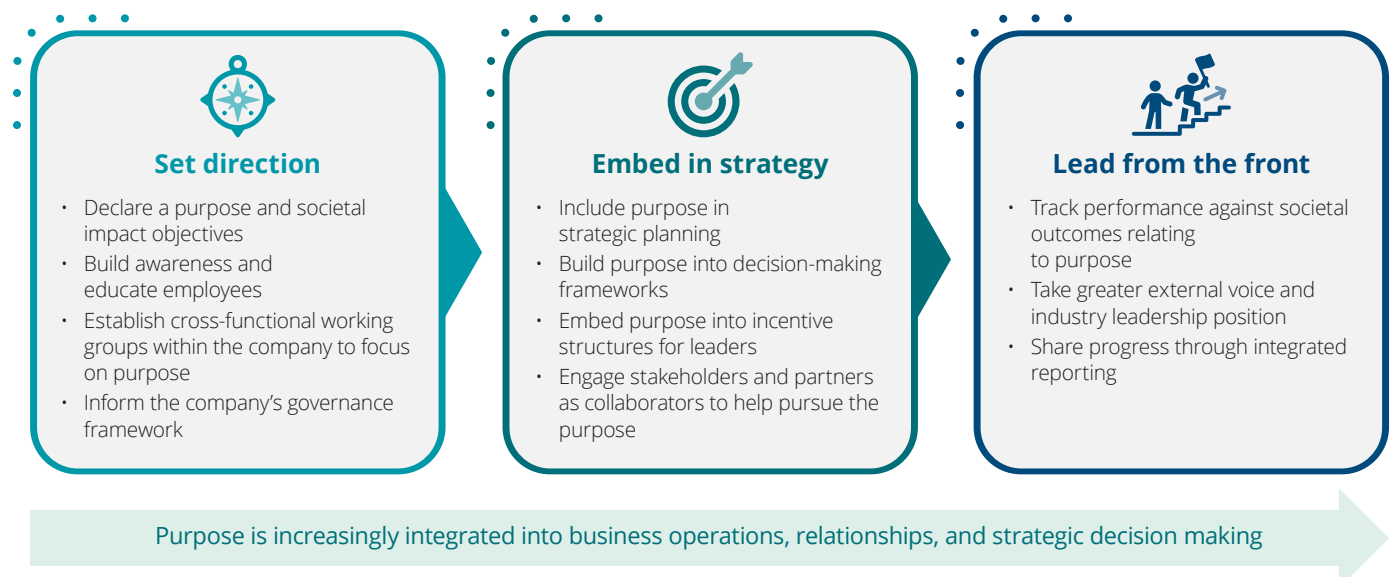 Set direction
• Declare a purpose and societal
impact objectives
• Build awareness and
educate employees
• Establish cross-functional working
groups within the company to focus
on purpose
• Inform the company’s governance
framework
Embed in strategy
• Include purpose in
strategic planning
• Build purpose into decision-making
frameworks
• Embed purpose into incentive
structures for leaders
• Engage stakeholders and partners
as collaborators to help pursue the
purpose
Lead from the front
• Track performance against societal
outcomes relating
to purpose
• Take greater external voice and
industry leadership position
• Share progress through integrated
reporting
Purpose is increasingly integrated into business operations, relationships, and strategic decision making